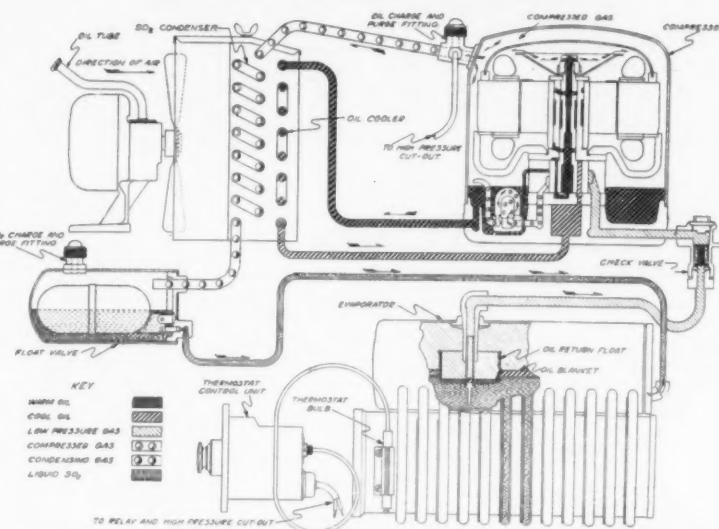 OIL TUBE
DIRECTION OF AIR
SO₂ CONDENSER
OIL CHARGE AND
PURGE FITTING
COMPRESSED GAS
OIL COOLER
TO HIGH PRESSURE
CUT-OUT
CHARGE AND
FITTING
FLOAT VALVE
CHECK VALVE
EVAPORATOR
OIL RETURN FLOAT
OIL BLANKET
THERMOSTAT
CONTROL UNIT
THERMOSTAT
BULB
KEY
WARM OIL
COOL OIL
LOW PRESSURE GAS
COMPRESSED GAS
CONDENSING GAS
LIQUID SO₂
TO RELAY AND HIGH PRESSURE CUT-OUT